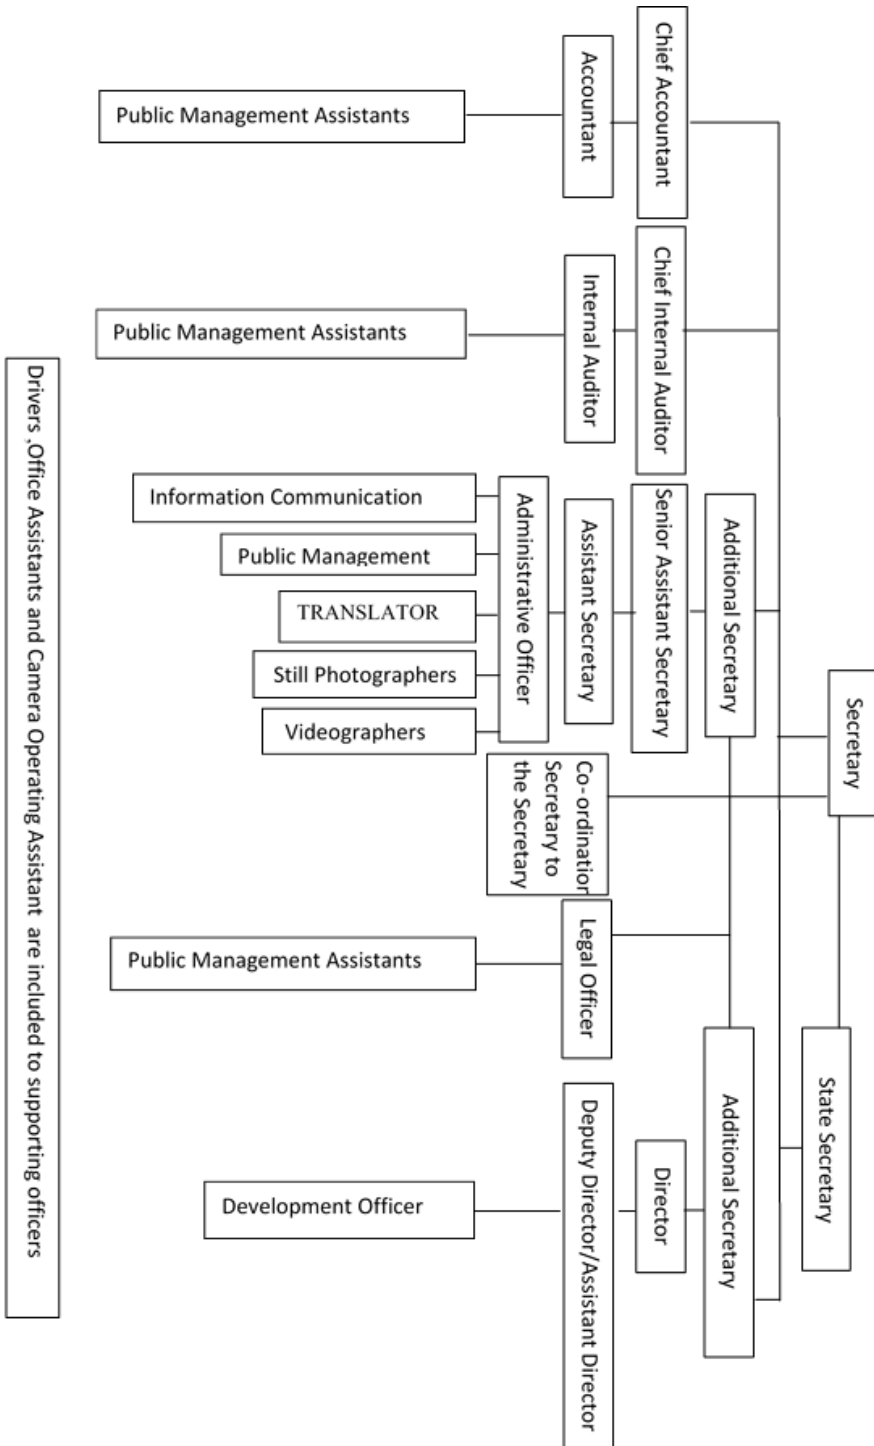 Secretary
State Secretary
Chief Accountant
Chief Internal Auditor
Additional Secretary
Additional Secretary
Senior Assistant Secretary
Director
Accountant
Internal Auditor
Assistant Secretary
Co-ordination
Secretary to
the Secretary
Legal Officer
Deputy Director/Assistant Director
Administrative Officer
Public Management Assistants
Public Management Assistants
Information Communication
Public Management
TRANSLATOR
Still Photographers
Videographers
Public Management Assistants
Development Officer
Drivers ,Office Assistants and Camera Operating Assistant are included to supporting officers